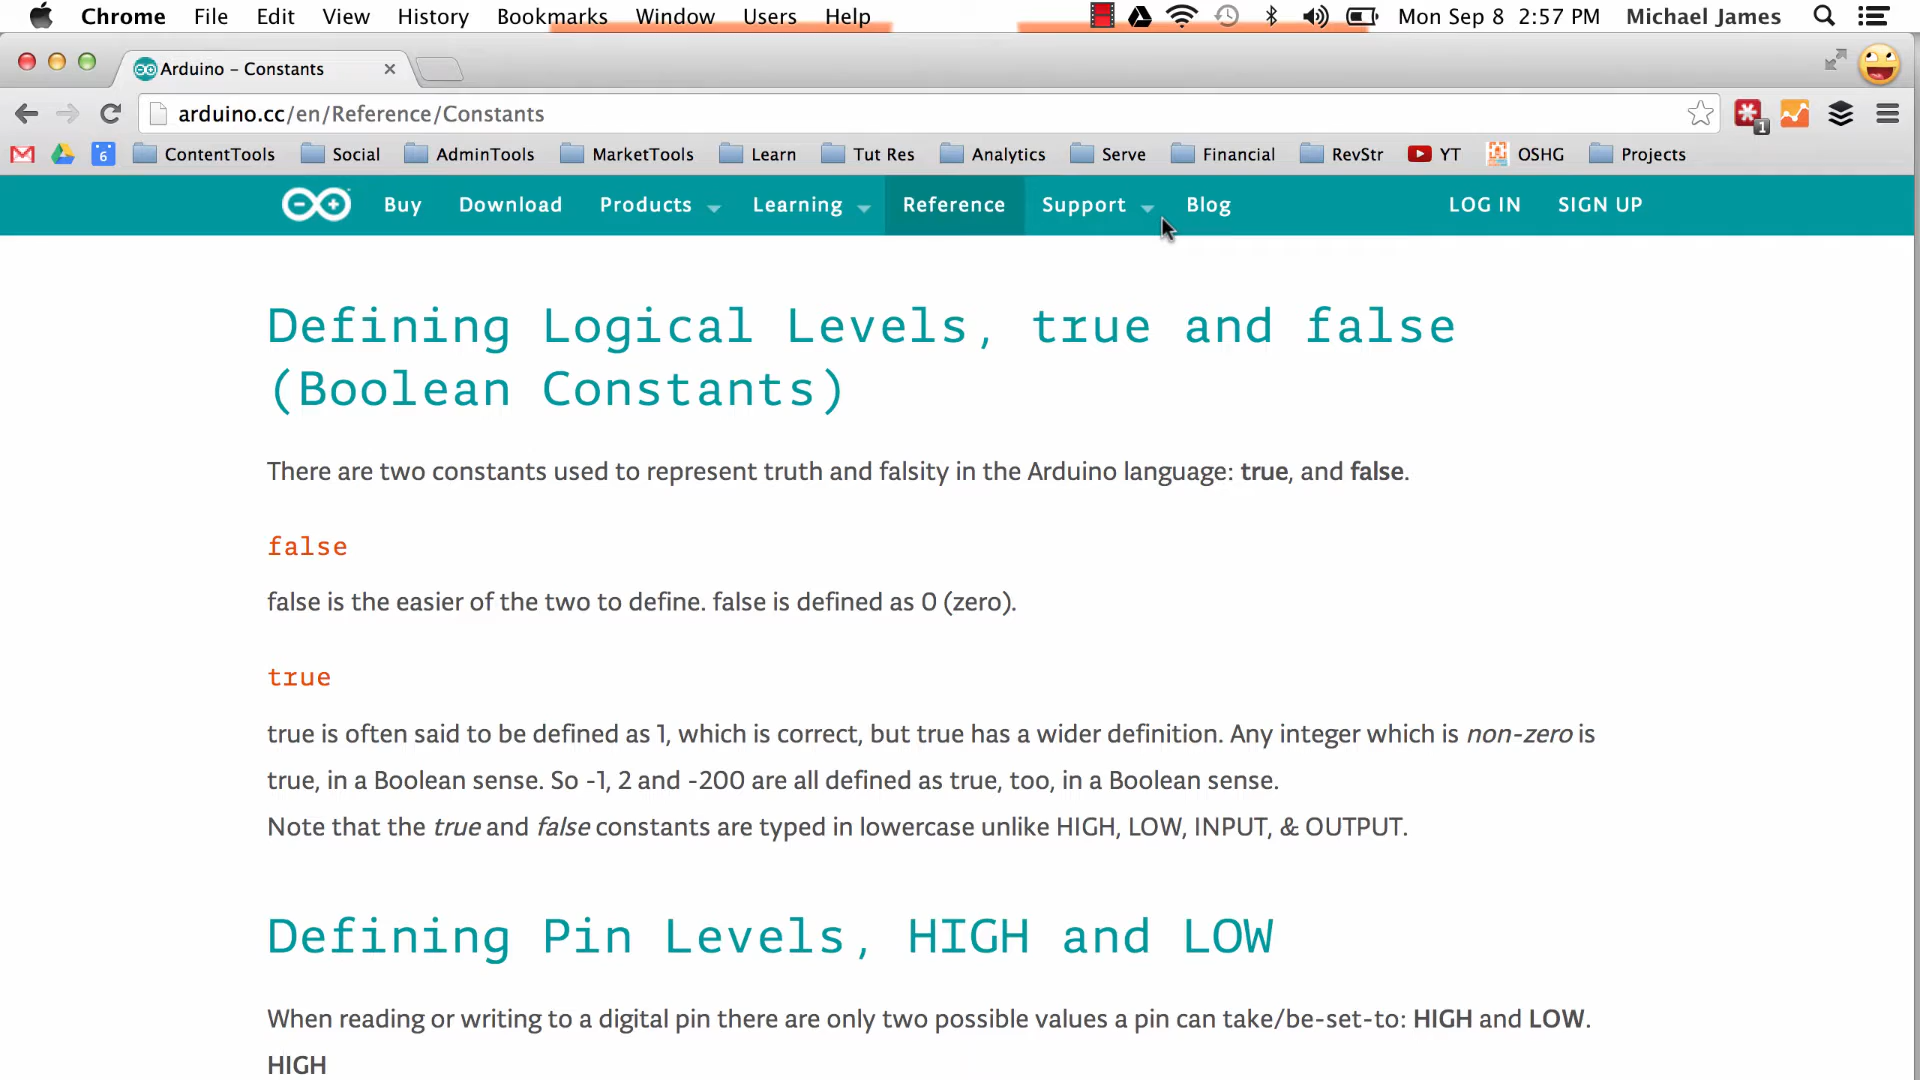 Chrome File Edit View History Bookmarks Window Users Help Mon Sep 8 2:57 PM Michael James
Arduino - Constants
arduino.cc/en/Reference/Constants 1
6 ContentTools Social AdminTools MarketTools Learn Tut Res Analytics Serve Financial RevStr YT OSHG Projects
Buy Download Products Learning Reference Support Blog LOG IN SIGN UP
Defining Logical Levels, true and false
(Boolean Constants)
There are two constants used to represent truth and falsity in the Arduino language: true, and false.
false
false is the easier of the two to define. false is defined as 0 (zero).
true
true is often said to be defined as 1, which is correct, but true has a wider definition. Any integer which is non-zero is
true, in a Boolean sense. So -1, 2 and -200 are all defined as true, too, in a Boolean sense.
Note that the true and false constants are typed in lowercase unlike HIGH, LOW, INPUT, & OUTPUT.
Defining Pin Levels, HIGH and LOW
When reading or writing to a digital pin there are only two possible values a pin can take/be-set-to: HIGH and LOW.
HIGH